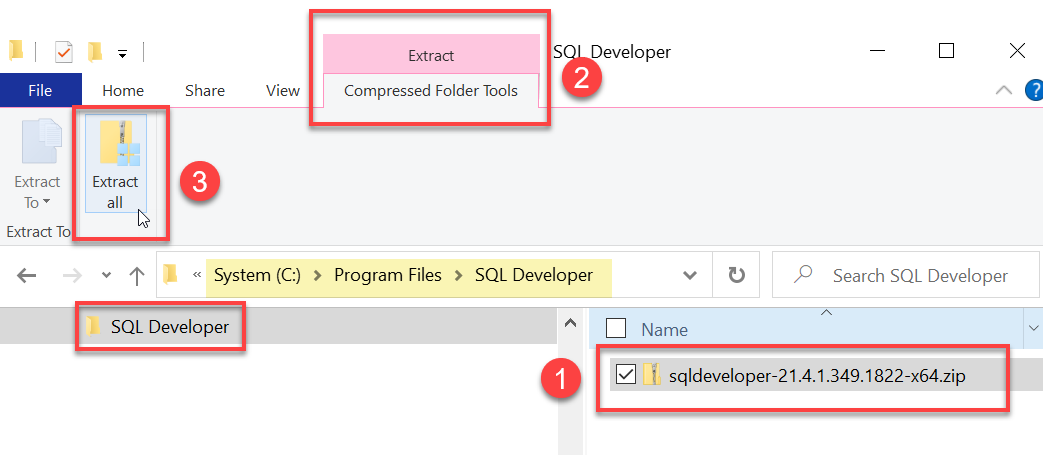 Extract
SQL Developer
2
File Home Share View Compressed Folder Tools
?
Extract
To
Extract
all
3
Extract To
« System (C:) > Program Files > SQL Developer
Search SQL Developer
SQL Developer
Name
1
sqldeveloper-21.4.1.349.1822-x64.zip